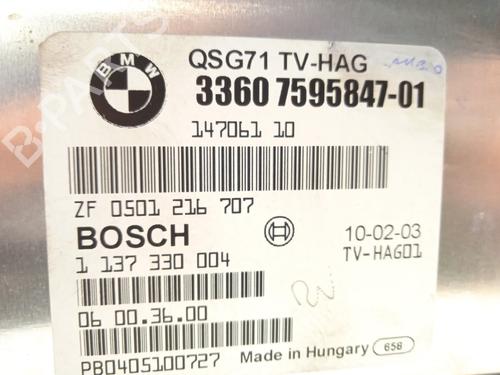 BMW
QSG71 TV-HAG
3360 7595847-01
147061 10
ZF 0501 216 707
BOSCH
10-02-03
1 137 330 004
TV-HAG01
06 00.36.00
PB0405100727
Made in Hungary
658
B-PARTS